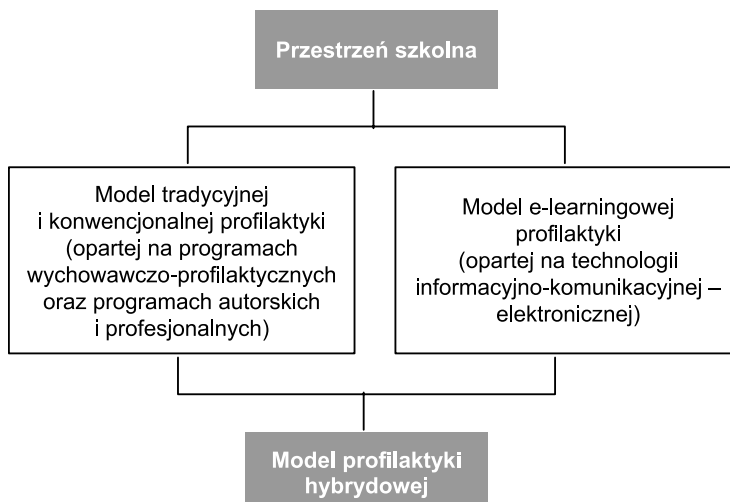 Przestrzeń szkolna
Model tradycyjnej
i konwencjonalnej profilaktyki
(opartej na programach
wychowawczo-profilaktycznych
oraz programach autorskich
i profesjonalnych)
Model e-learningowej
profilaktyki
(opartej na technologii
informacyjno-komunikacyjnej –
elektronicznej)
Model profilaktyki
hybrydowej